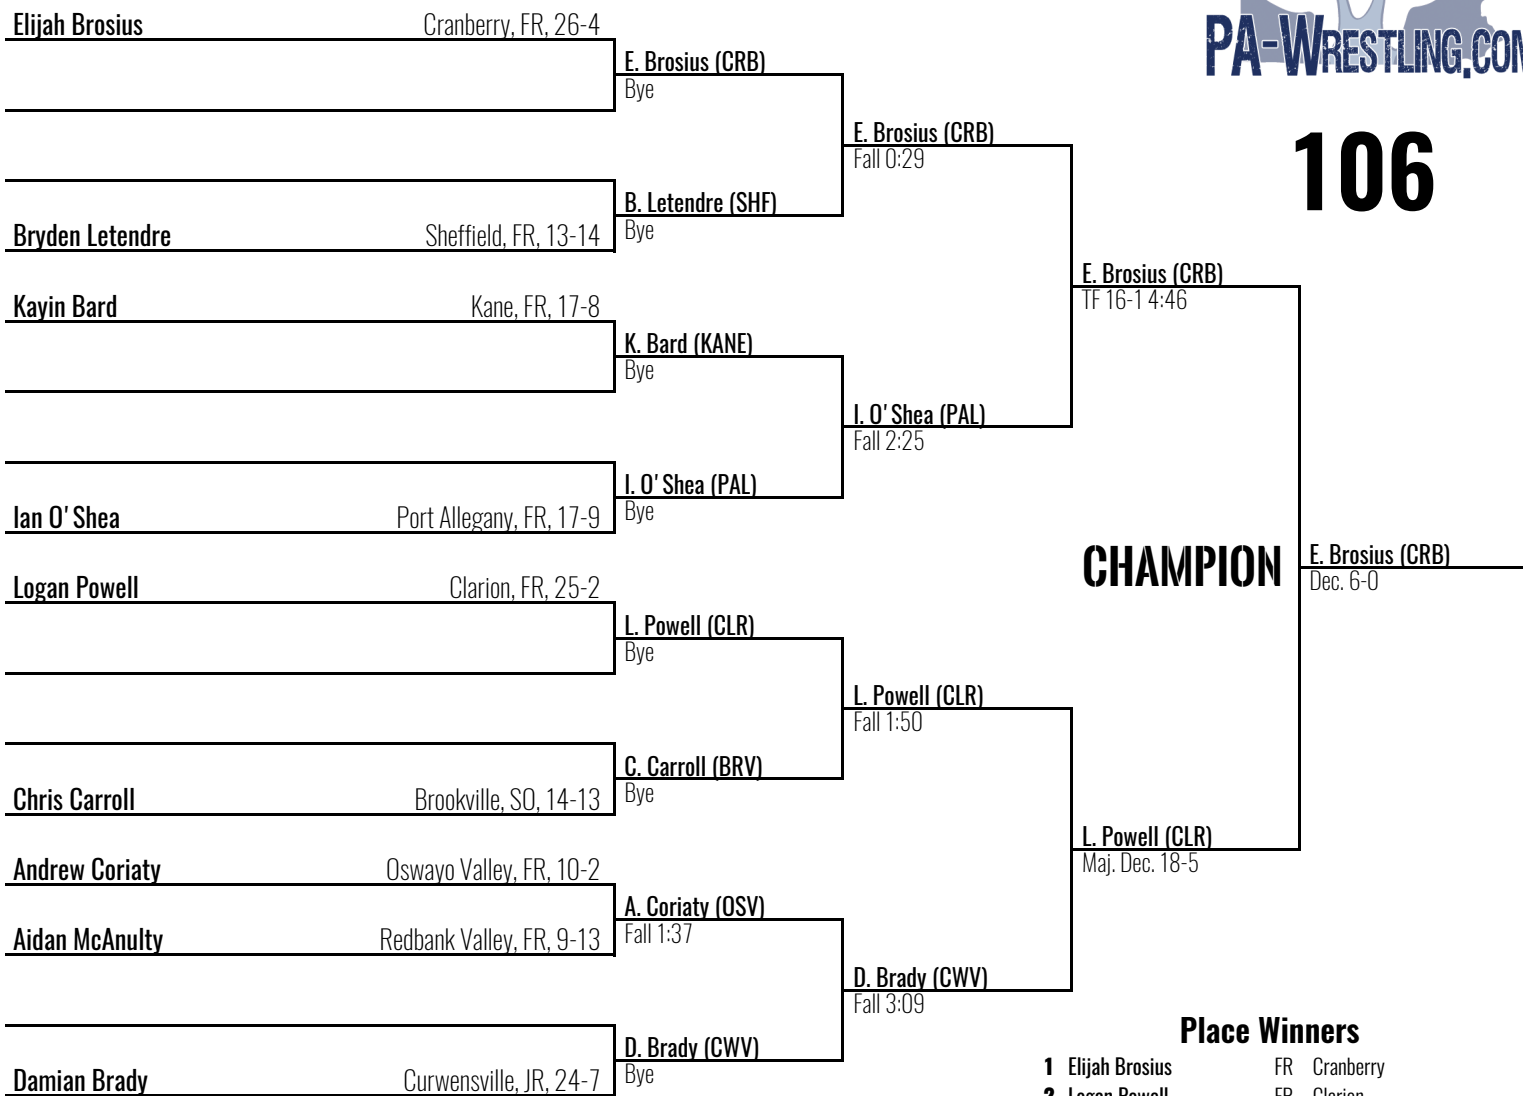 Elijah Brosius Cranberry, FR, 26-4
PA-WRESTLING.COM
E. Brosius (CRB)
Bye
106
E. Brosius (CRB)
Fall 0:29
B. Letendre (SHF)
Bye
Bryden Letendre Sheffield, FR, 13-14
E. Brosius (CRB)
TF 16-1 4:46
Kayin Bard Kane, FR, 17-8
K. Bard (KANE)
Bye
I. O'Shea (PAL)
Fall 2:25
I. O'Shea (PAL)
Bye
Ian O'Shea Port Allegany, FR, 17-9
CHAMPION
E. Brosius (CRB)
Dec. 6-0
Logan Powell Clarion, FR, 25-2
L. Powell (CLR)
Bye
L. Powell (CLR)
Fall 1:50
C. Carroll (BRV)
Bye
Chris Carroll Brookville, SO, 14-13
L. Powell (CLR)
Maj. Dec. 18-5
Andrew Coriaty Oswayo Valley, FR, 10-2
A. Coriaty (OSV)
Fall 1:37
Aidan McAnulty Redbank Valley, FR, 9-13
D. Brady (CWV)
Fall 3:09
Place Winners
D. Brady (CWV)
Bye
Damian Brady Curwensville, JR, 24-7
1 Elijah Brosius FR Cranberry
2 Logan Powell FR Clarion